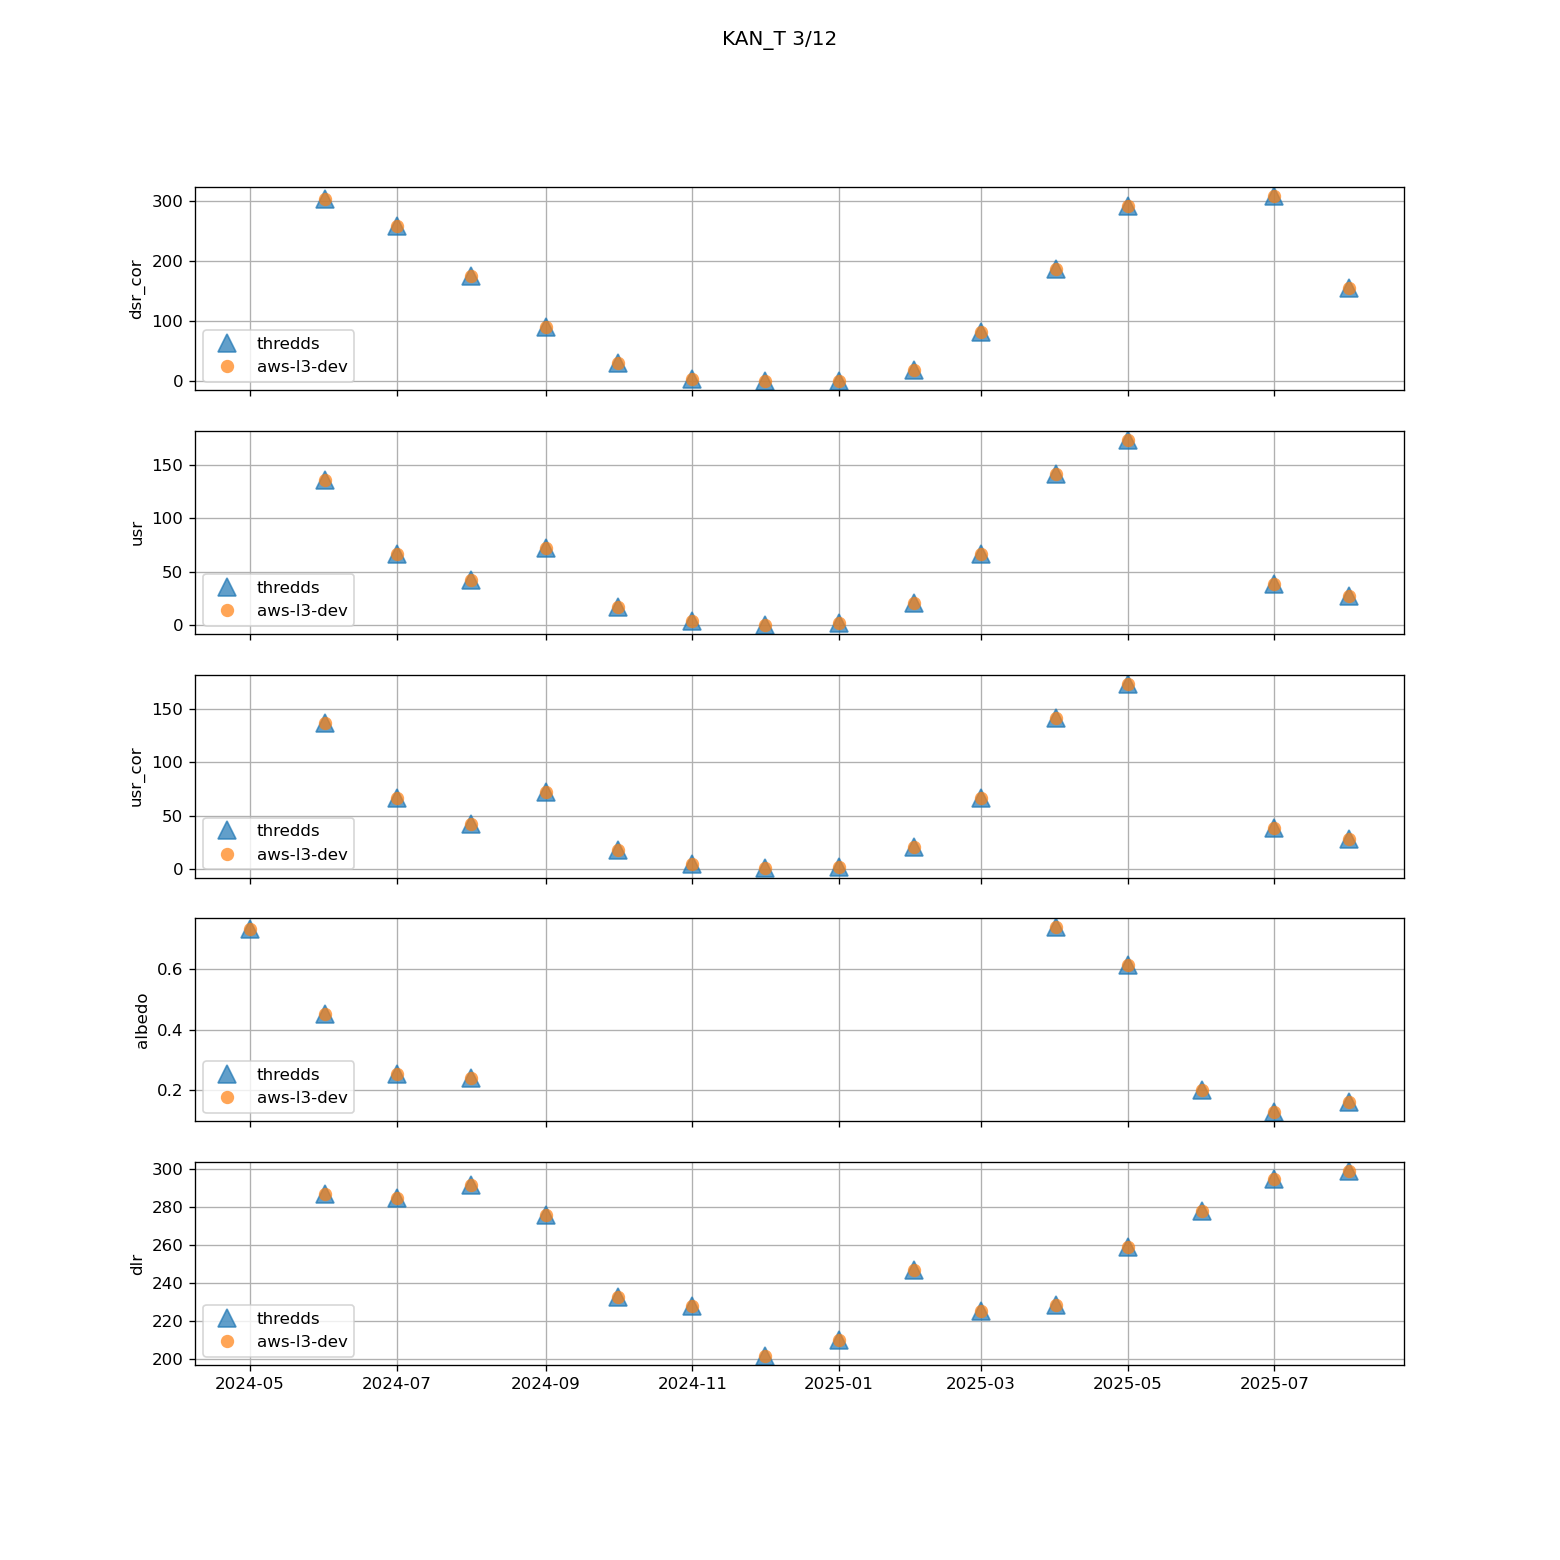 KAN_T 3/12
300
200
100
0
dsr_cor
thredds
aws-l3-dev
150
100
50
0
usr
thredds
aws-l3-dev
150
100
50
0
usr_cor
thredds
aws-l3-dev
0.6
0.4
0.2
albedo
thredds
aws-l3-dev
300
280
260
240
220
200
dlr
thredds
aws-l3-dev
2024-05 2024-07 2024-09 2024-11 2025-01 2025-03 2025-05 2025-07